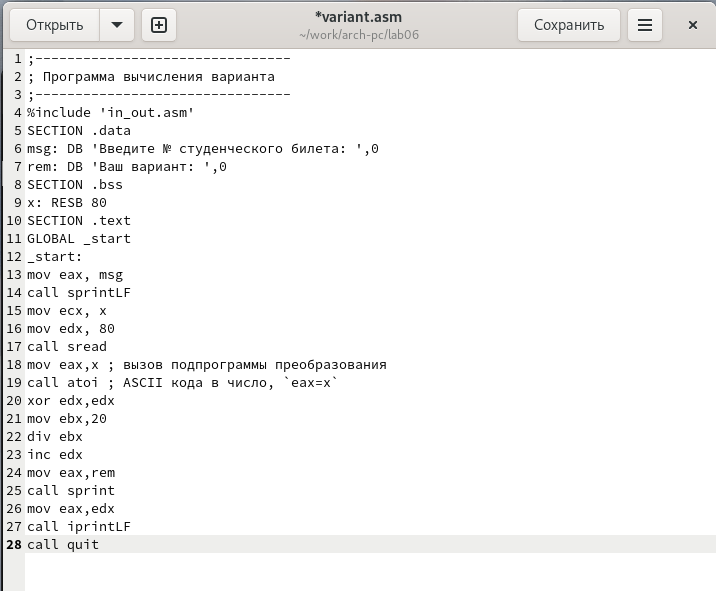 Открыть
*variant.asm
~/work/arch-pc/lab06
Сохранить
1 ;--------------------------------
2 ; Программа вычисления варианта
3 ;--------------------------------
4 %include 'in_out.asm'
5 SECTION .data
6 msg: DB 'Введите № студенческого билета: ',0
7 rem: DB 'Ваш вариант: ',0
8 SECTION .bss
9 x: RESB 80
10 SECTION .text
11 GLOBAL _start
12 _start:
13 mov eax, msg
14 call sprintLF
15 mov ecx, x
16 mov edx, 80
17 call sread
18 mov eax,x ; вызов подпрограммы преобразования
19 call atoi ; ASCII кода в число, `eax=x`
20 xor edx,edx
21 mov ebx,20
22 div ebx
23 inc edx
24 mov eax,rem
25 call sprint
26 mov eax,edx
27 call iprintLF
28 call quit